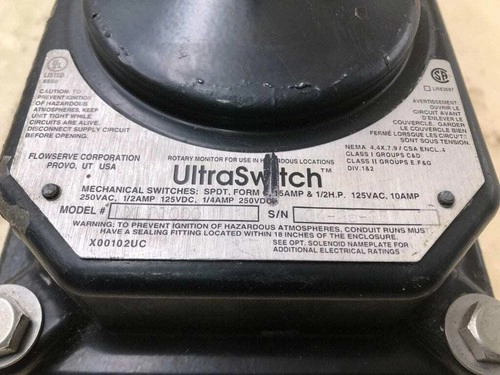 UL
LISTED
CAUTION: TO
PREVENT IGNITION
OF HAZARDOUS
ATMOSPHERES, KEEP
UNIT TIGHT WHILE
CIRCUITS ARE ALIVE.
DISCONNECT SUPPLY CIRCUIT
BEFORE OPENING.
FLOWSERVE CORPORATION
PROVO, UT USA
AVERTISSEMENT
OUVRIR LE
CIRCUIT AVANT
D'ENLEVER LE
COUVERCLE. GARDER
LE COUVERCLE BIEN
FERMÉ LORSQUE LES
CIRCUITS SONT
NEMA 4,4X,7,9 / CSA ENCL. 4
CLASS I GROUPS C&D
CLASS II GROUPS E,F&G
DIV. 1&2
ROTARY MONITOR FOR USE IN HAZARDOUS LOCATIONS
UltraSwitch™
MECHANICAL SWITCHES: SPDT, FORM C, 15AMP & 1/2H.P. 125VAC, 10AMP
250VAC, 1/2AMP 125VDC, 1/4AMP 250VDC
MODEL # S/N
WARNING: TO PREVENT IGNITION OF HAZARDOUS ATMOSPHERES, CONDUIT RUNS MUST
HAVE A SEALING FITTING LOCATED WITHIN 18 INCHES OF THE ENCLOSURE
X00102UC
SEE OPT. SOLENOID NAMEPLATE FOR
ADDITIONAL ELECTRICAL RATINGS